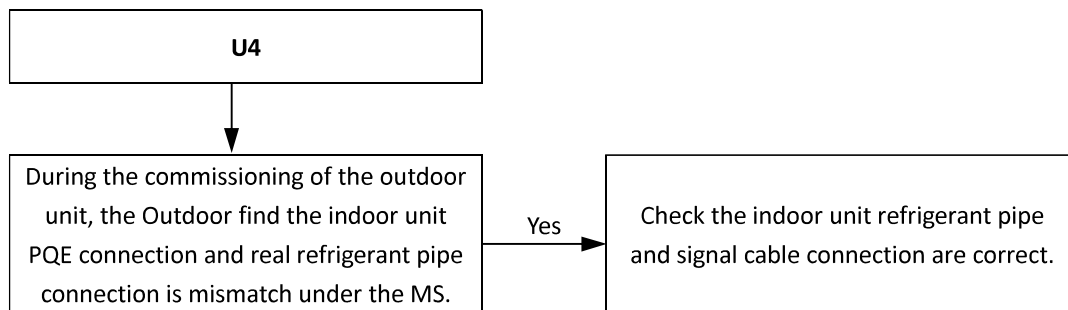 U4
During the commissioning of the outdoor
unit, the Outdoor find the indoor unit
PQE connection and real refrigerant pipe
connection is mismatch under the MS.
Yes
Check the indoor unit refrigerant pipe
and signal cable connection are correct.